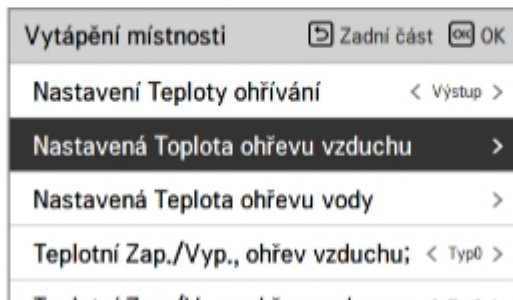 Vytápění místnosti Zadní část OK OK
Nastavení Teploty ohřívání < Výstup >
Nastavená Toplota ohřevu vzduchu >
Nastavená Teplota ohřevu vody >
Teplotní Zap./Vyp., ohřev vzduchu; < Typ0 >